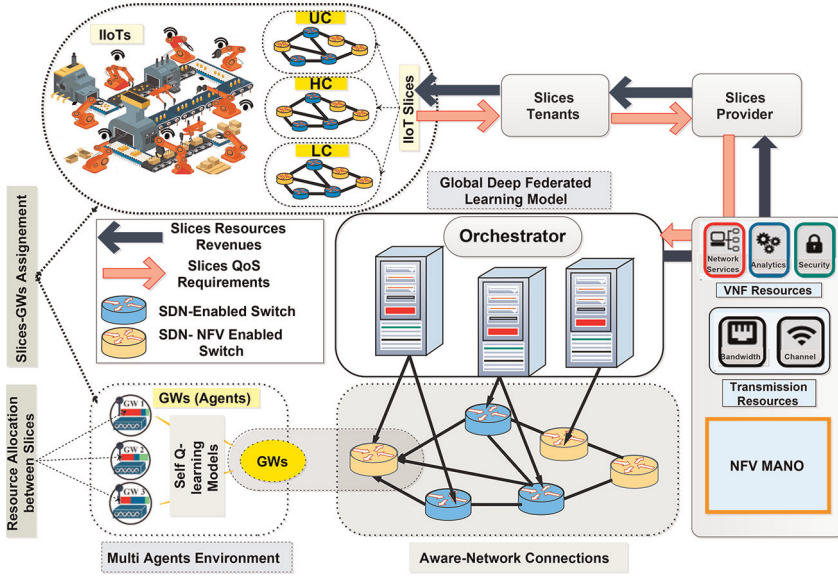 UC
IIoTs
HC
LC
IIoT Slices
Slices
Tenants
Slices
Provider
Global Deep Federated
Learning Model
Slices-GWs Assignement
Slices Resources
Revenues
Slices QoS
Requirements
SDN-Enabled Switch
SDN- NFV Enabled
Switch
Orchestrator
Network
Services
Analytics
Security
VNF Resources
Bandwidth
Channel
Transmission
Resources
NFV MANO
Resource Allocation
between Slices
GWs (Agents)
GW 1
GW 2
GW 3
Self Q-
learning
Models
GWs
Multi Agents Environment
Aware-Network Connections